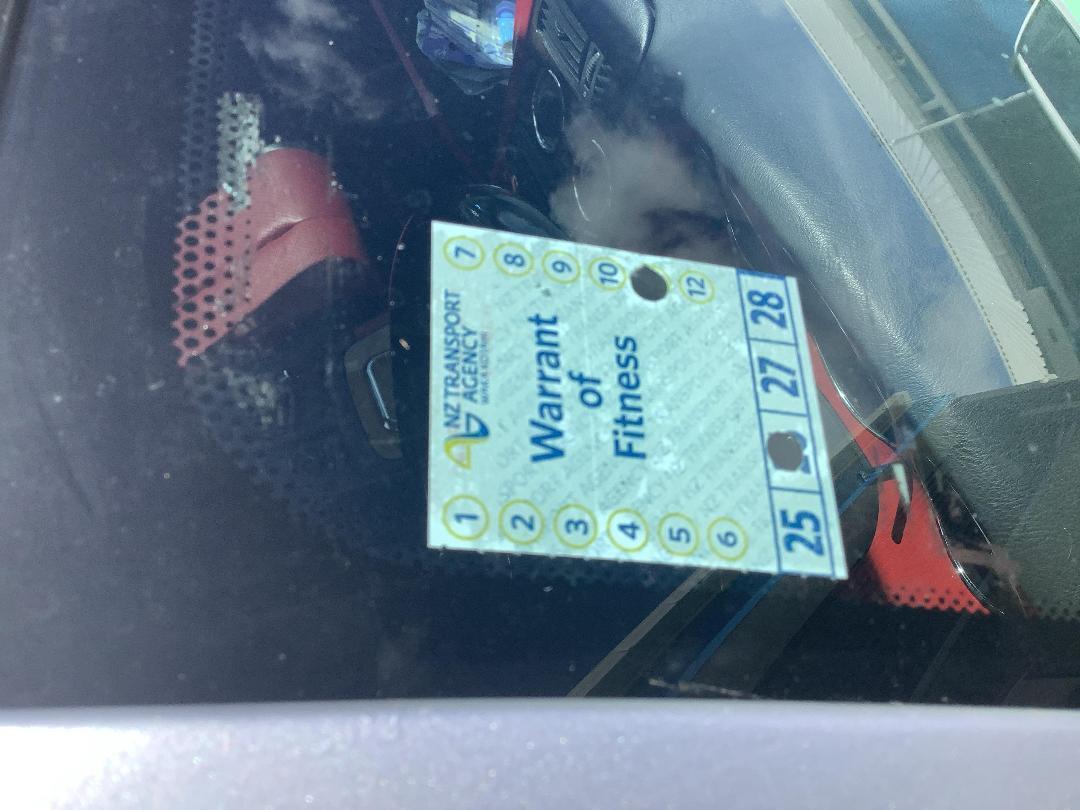 NZ TRANSPORT
AGENCY
WAKA KOTAHI
1
2
3
4
5
6
Warrant
of
Fitness
7
8
9
10
12
25
27
28